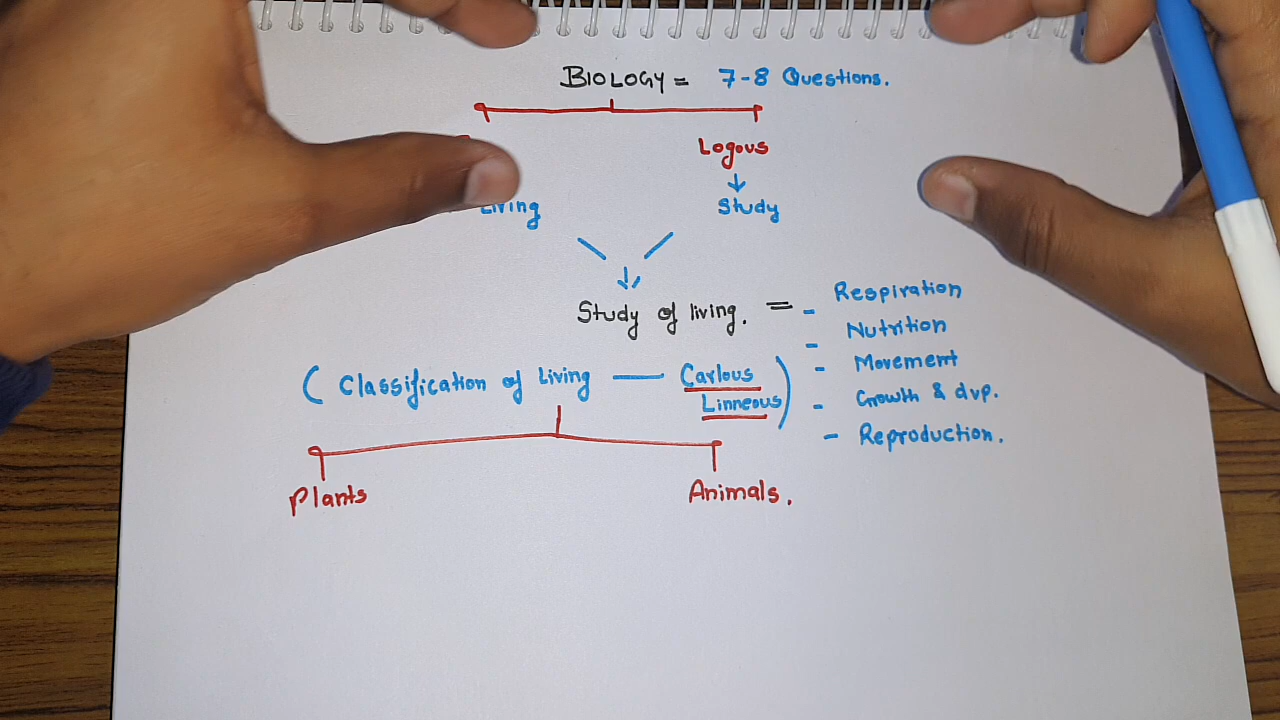 BIOLOGY = 7-8 Questions.
Logous
Living
Study
Study of living. =
- Respiration
- Nutrition
- Movement
- Growth & dvp.
- Reproduction.
( Classification of Living — Carlous
Linneous )
Plants
Animals.